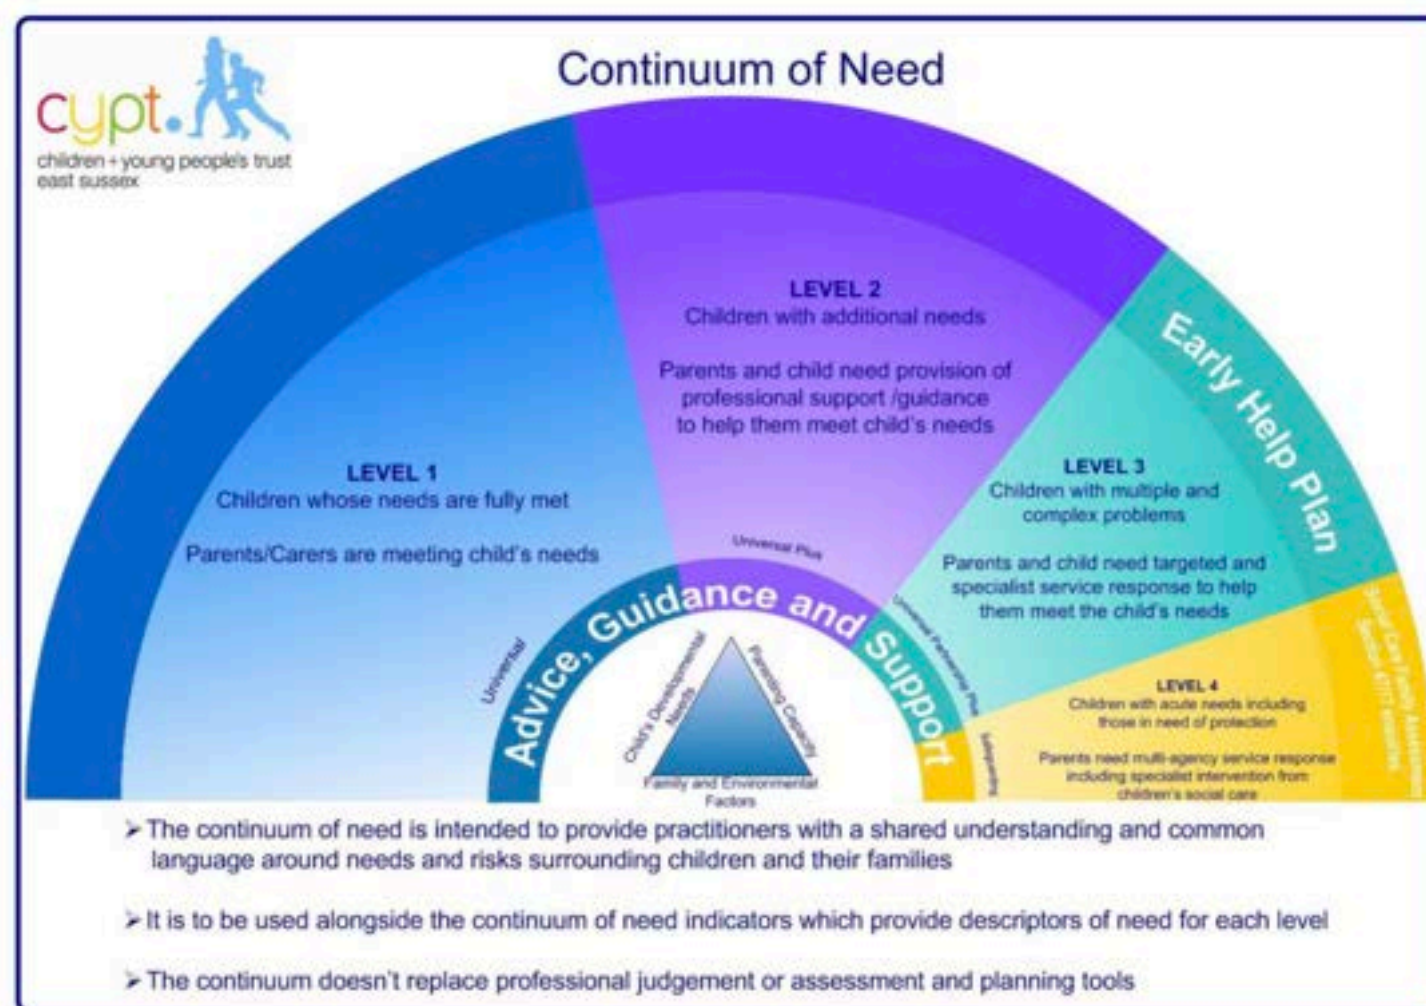 cypt.
children + young people's trust
east sussex
Continuum of Need
LEVEL 1
Children whose needs are fully met
Parents/Carers are meeting child's needs
LEVEL 2
Children with additional needs
Parents and child need provision of
professional support /guidance
to help them meet child's needs
LEVEL 3
Children with multiple and
complex problems
Parents and child need targeted and
specialist service response to help
them meet the child's needs
LEVEL 4
Children with acute needs including
those in need of protection
Parents need multi-agency service response
including specialist intervention from
children's social care
Early Help Plan
Social Care Family Assessment
Universal
Universal Plus
Universal Partnership Plus
Safeguarding
Advice, Guidance and Support
Child's Developmental
Needs
Parenting Capacity
Family and Environmental
Factors
➢ The continuum of need is intended to provide practitioners with a shared understanding and common
language around needs and risks surrounding children and their families
➢ It is to be used alongside the continuum of need indicators which provide descriptors of need for each level
➢ The continuum doesn't replace professional judgement or assessment and planning tools